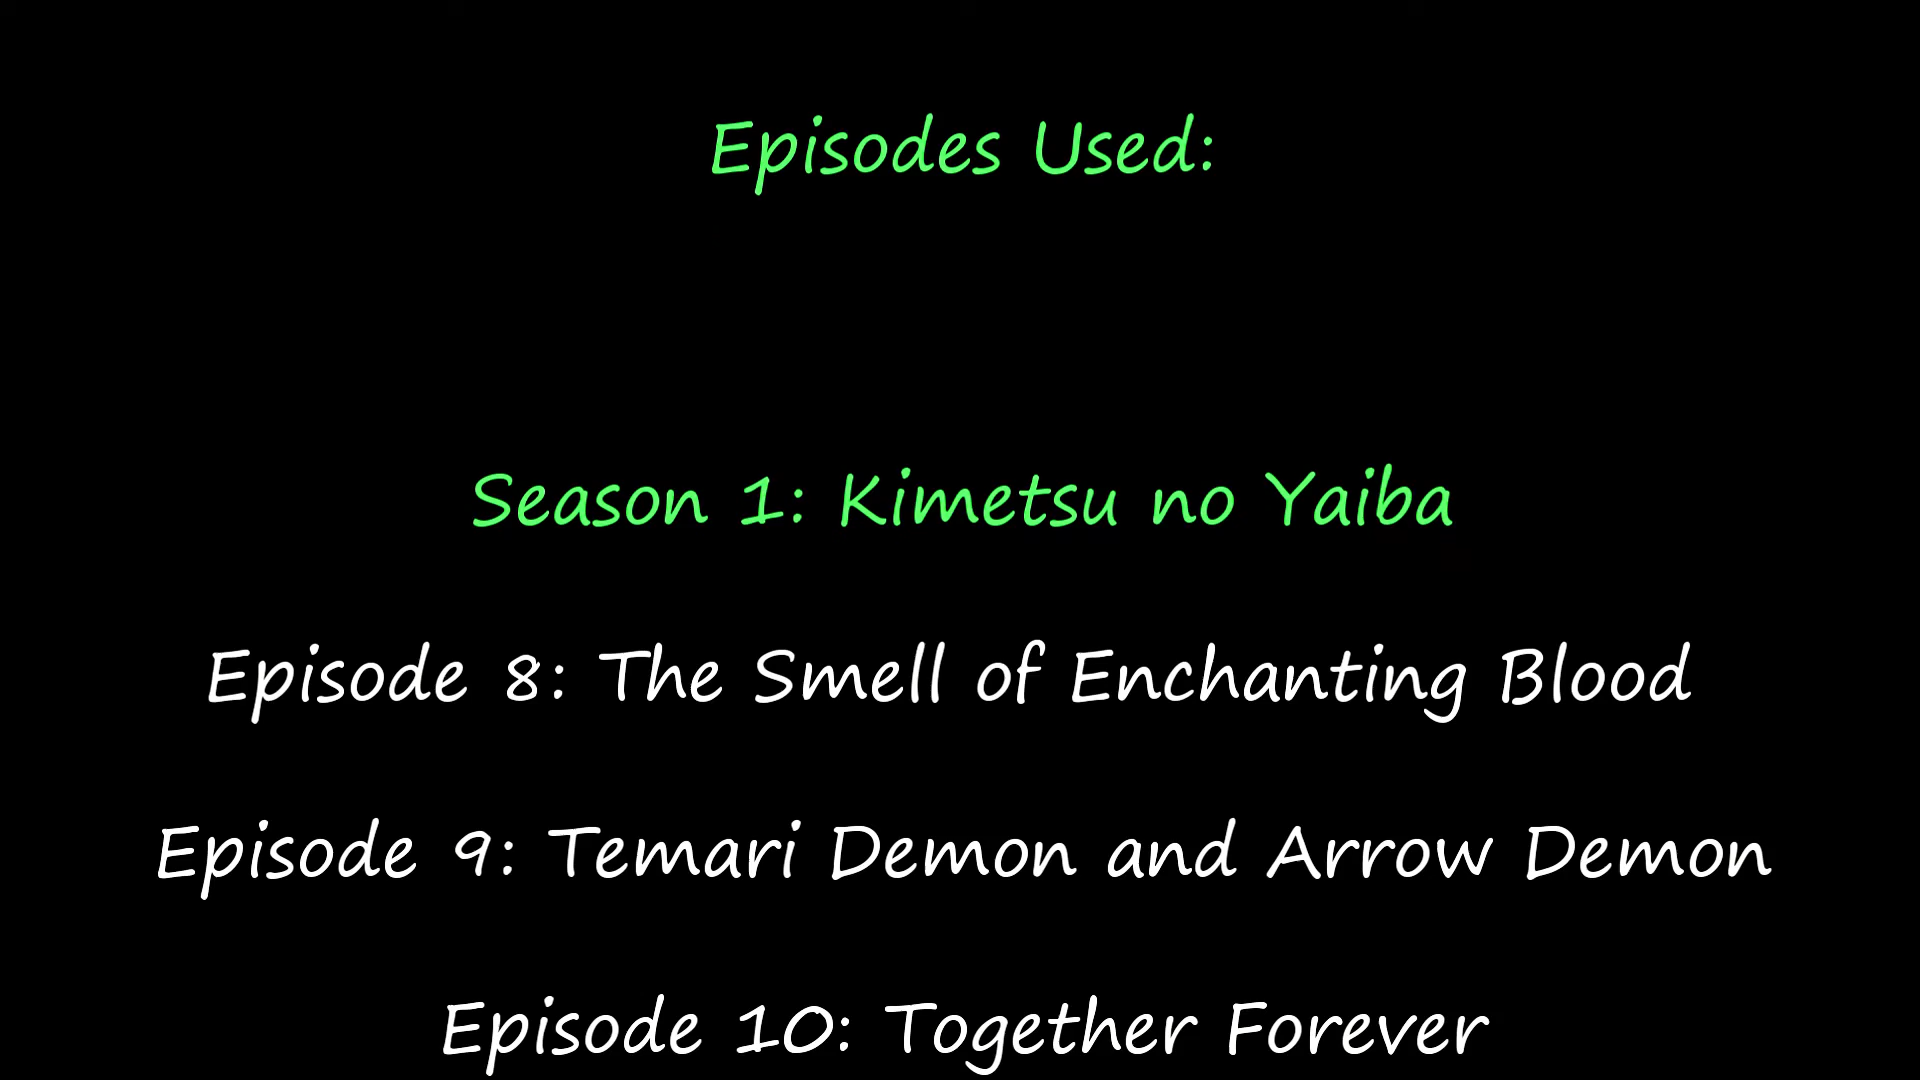 Episodes Used:
Season 1: Kimetsu no Yaiba
Episode 8: The Smell of Enchanting Blood
Episode 9: Temari Demon and Arrow Demon
Episode 10: Together Forever